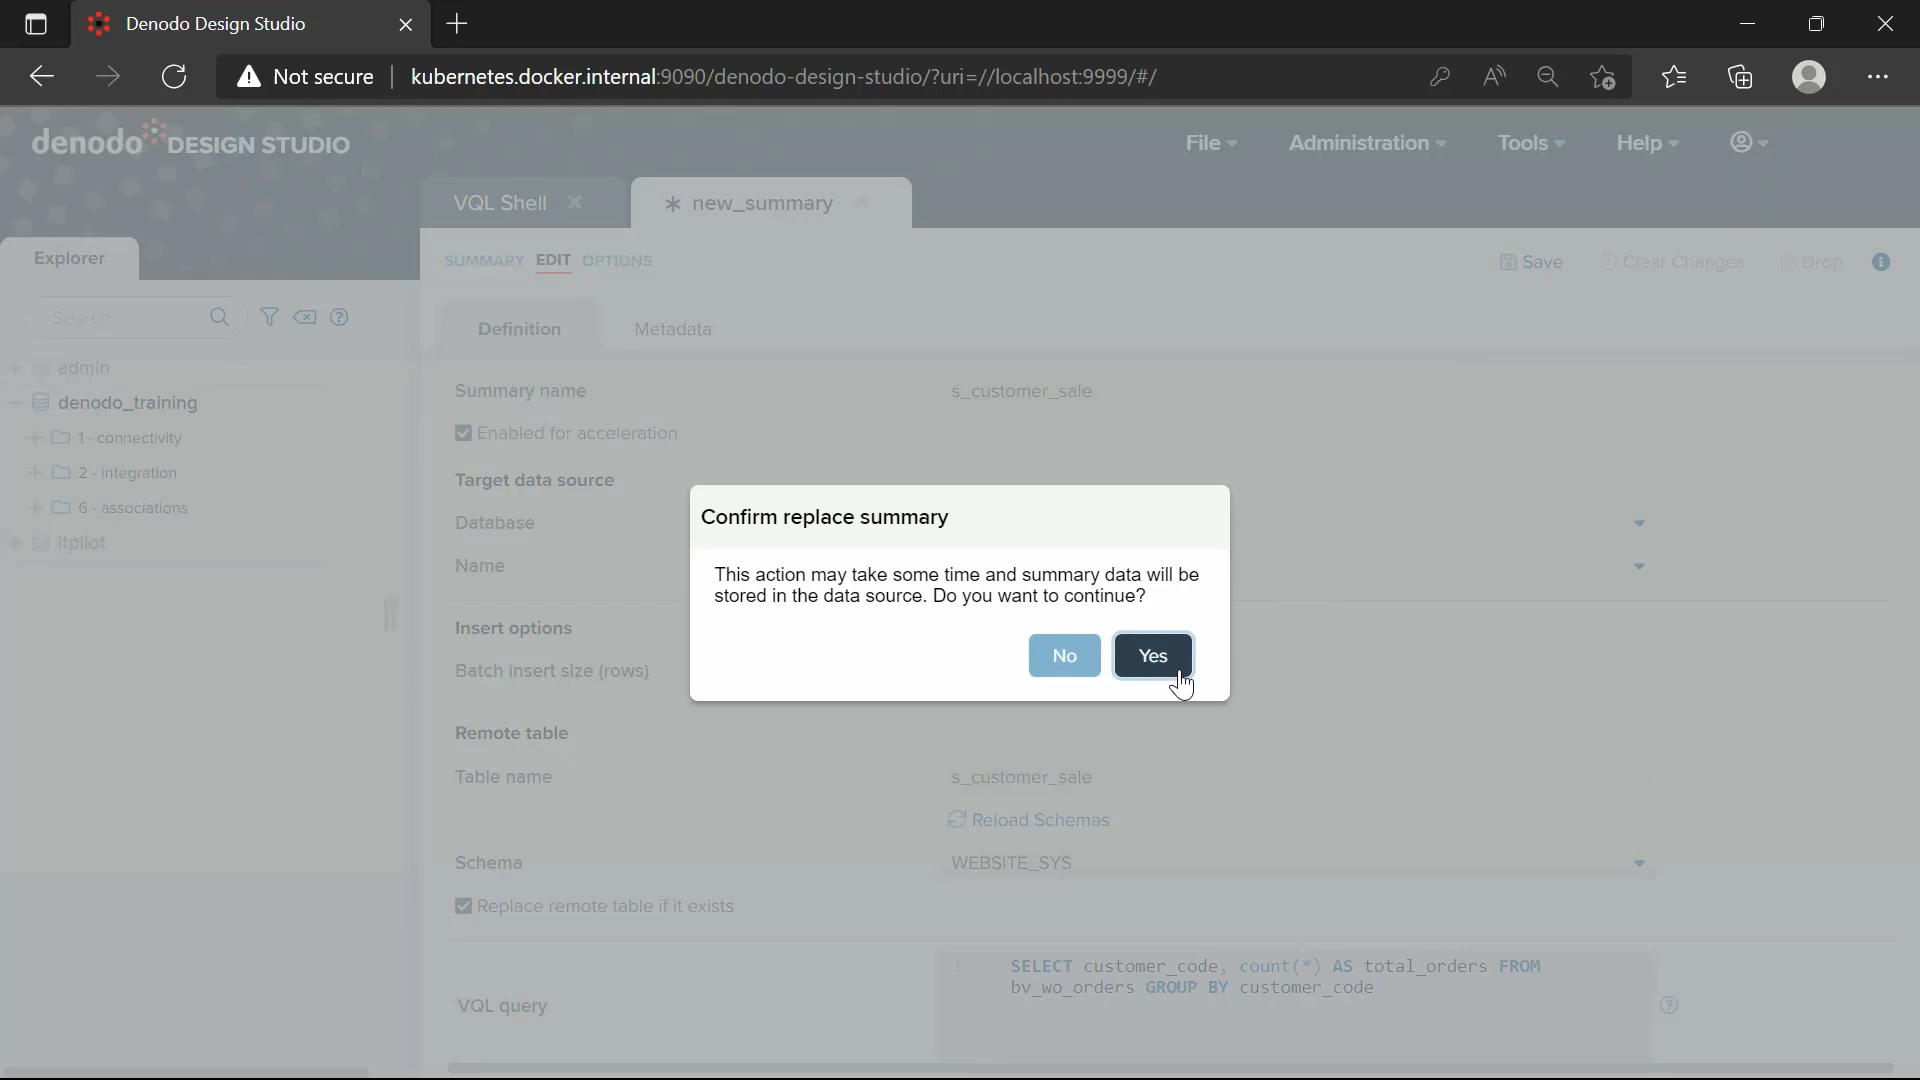 Denodo Design Studio
Not secure
kubernetes.docker.internal:9090/denodo-design-studio/?uri=//localhost:9999/#/
denodo DESIGN STUDIO
File
Administration
Tools
Help
VQL Shell
* new_summary
Explorer
SUMMARY EDIT OPTIONS
Save
Clear Changes
Drop
Search
Definition
Metadata
admin
denodo_training
1 - connectivity
2 - integration
6 - associations
itpilot
Summary name
s_customer_sale
Enabled for acceleration
Target data source
Database
Name
Confirm replace summary
This action may take some time and summary data will be
stored in the data source. Do you want to continue?
No
Yes
Insert options
Batch insert size (rows)
Remote table
Table name
s_customer_sale
Reload Schemas
Schema
WEBSITE_SYS
Replace remote table if it exists
VQL query
1 SELECT customer_code, count(*) AS total_orders FROM
bv_wo_orders GROUP BY customer_code